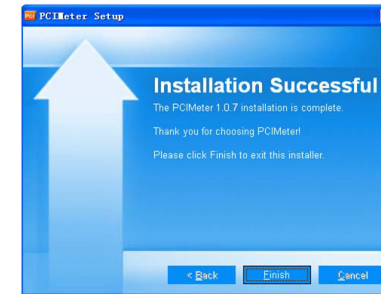 PCIMeter Setup
Installation Successful
The PCIMeter 1.0.7 installation is complete.
Thank you for choosing PCIMeter!
Please click Finish to exit this installer.
< Back Finish Cancel